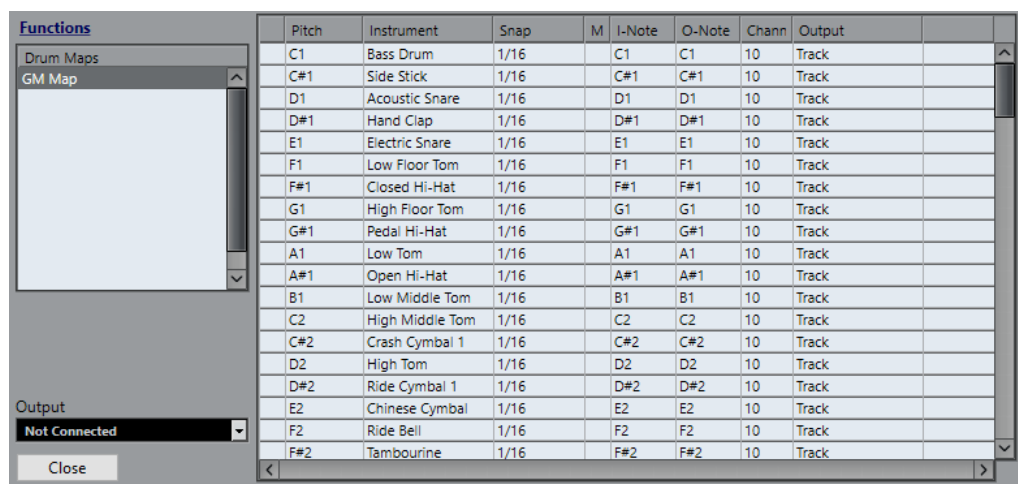 Functions
Drum Maps
GM Map
Output
Not Connected
Close
Pitch Instrument Snap M I-Note O-Note Chann Output
C1 Bass Drum 1/16 C1 C1 10 Track
C#1 Side Stick 1/16 C#1 C#1 10 Track
D1 Acoustic Snare 1/16 D1 D1 10 Track
D#1 Hand Clap 1/16 D#1 D#1 10 Track
E1 Electric Snare 1/16 E1 E1 10 Track
F1 Low Floor Tom 1/16 F1 F1 10 Track
F#1 Closed Hi-Hat 1/16 F#1 F#1 10 Track
G1 High Floor Tom 1/16 G1 G1 10 Track
G#1 Pedal Hi-Hat 1/16 G#1 G#1 10 Track
A1 Low Tom 1/16 A1 A1 10 Track
A#1 Open Hi-Hat 1/16 A#1 A#1 10 Track
B1 Low Middle Tom 1/16 B1 B1 10 Track
C2 High Middle Tom 1/16 C2 C2 10 Track
C#2 Crash Cymbal 1 1/16 C#2 C#2 10 Track
D2 High Tom 1/16 D2 D2 10 Track
D#2 Ride Cymbal 1 1/16 D#2 D#2 10 Track
E2 Chinese Cymbal 1/16 E2 E2 10 Track
F2 Ride Bell 1/16 F2 F2 10 Track
F#2 Tambourine 1/16 F#2 F#2 10 Track